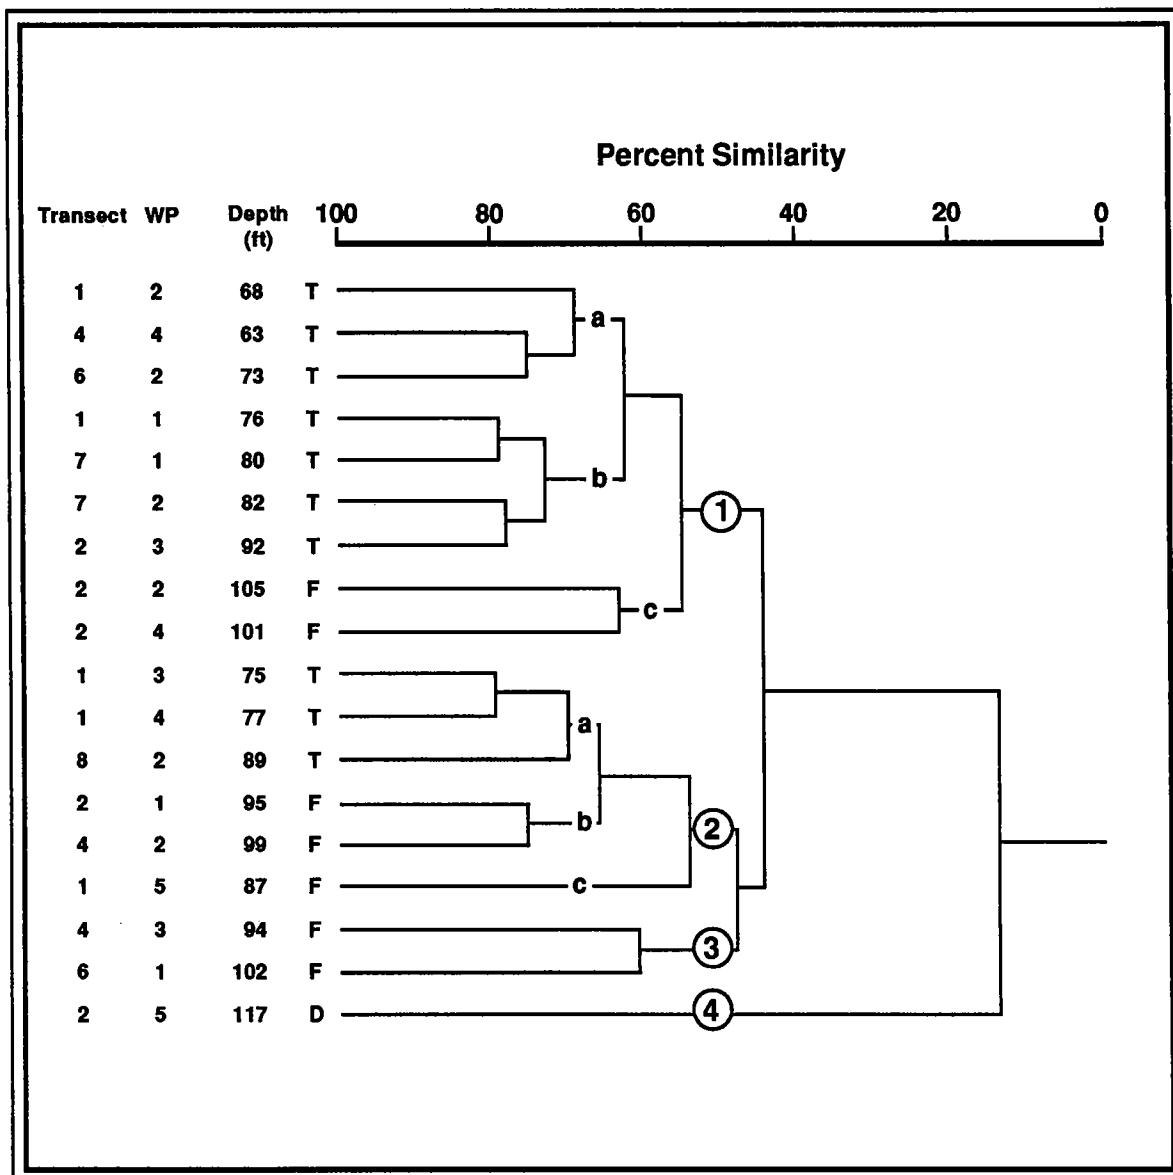 Percent Similarity
Transect WP Depth (ft) 100 80 60 40 20 0
1 2 68 T
a
4 4 63 T
6 2 73 T
1 1 76 T
7 1 80 T
b
7 2 82 T
1
2 3 92 T
2 2 105 F
c
2 4 101 F
1 3 75 T
1 4 77 T
a
8 2 89 T
2 1 95 F
b
2
4 2 99 F
1 5 87 F c
4 3 94 F
3
6 1 102 F
2 5 117 D 4